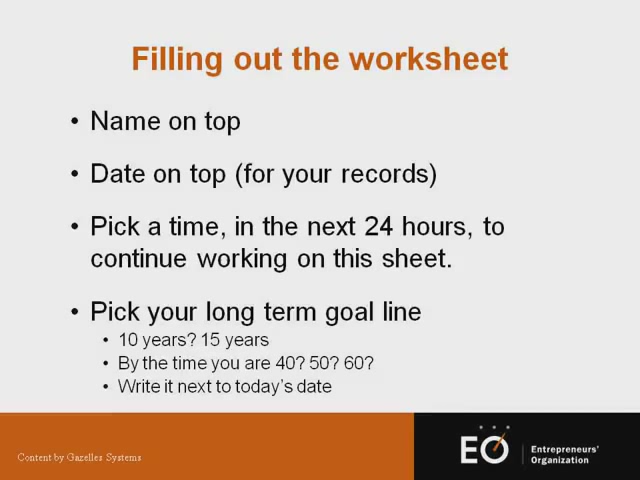 Filling out the worksheet
• Name on top
• Date on top (for your records)
• Pick a time, in the next 24 hours, to
continue working on this sheet.
• Pick your long term goal line
• 10 years? 15 years
• By the time you are 40? 50? 60?
• Write it next to today's date
Content by Gazelles Systems
EO
Entrepreneurs'
Organization